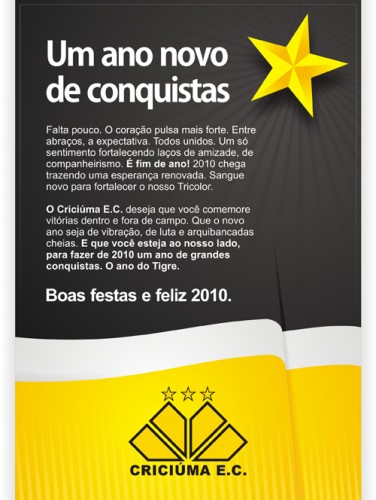 Um ano novo
de conquistas
Falta pouco. O coração pulsa mais forte. Entre
abraços, a expectativa. Todos unidos. Um só
sentimento fortalecendo laços de amizade, de
companheirismo. É fim de ano! 2010 chega
trazendo uma esperança renovada. Sangue
novo para fortalecer o nosso Tricolor.
O Criciúma E.C. deseja que você comemore
vitórias dentro e fora de campo. Que o novo
ano seja de vibração, de luta e arquibancadas
cheias. E que você esteja ao nosso lado,
para fazer de 2010 um ano de grandes
conquistas. O ano do Tigre.
Boas festas e feliz 2010.
CRICIÚMA E.C.